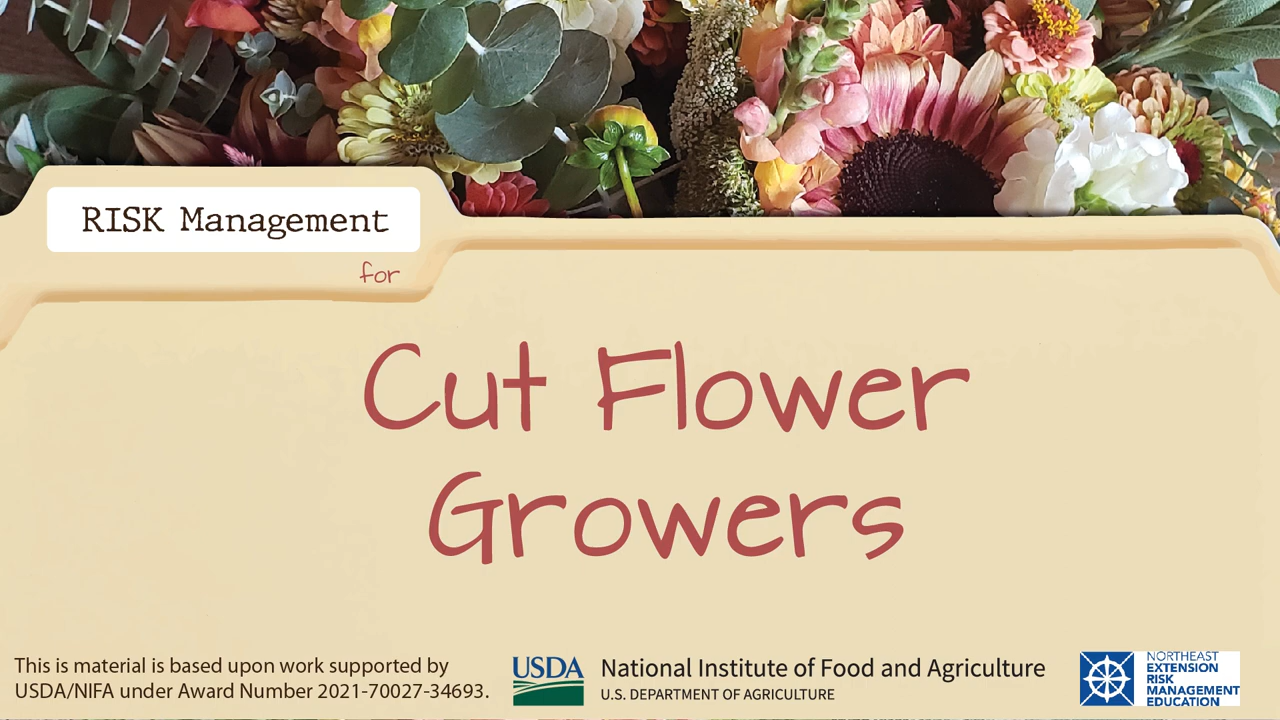 RISK Management
for
Cut Flower
Growers
This is material is based upon work supported by
USDA/NIFA under Award Number 2021-70027-34693.
USDA
National Institute of Food and Agriculture
U.S. DEPARTMENT OF AGRICULTURE
NORTHEAST
EXTENSION
RISK
MANAGEMENT
EDUCATION